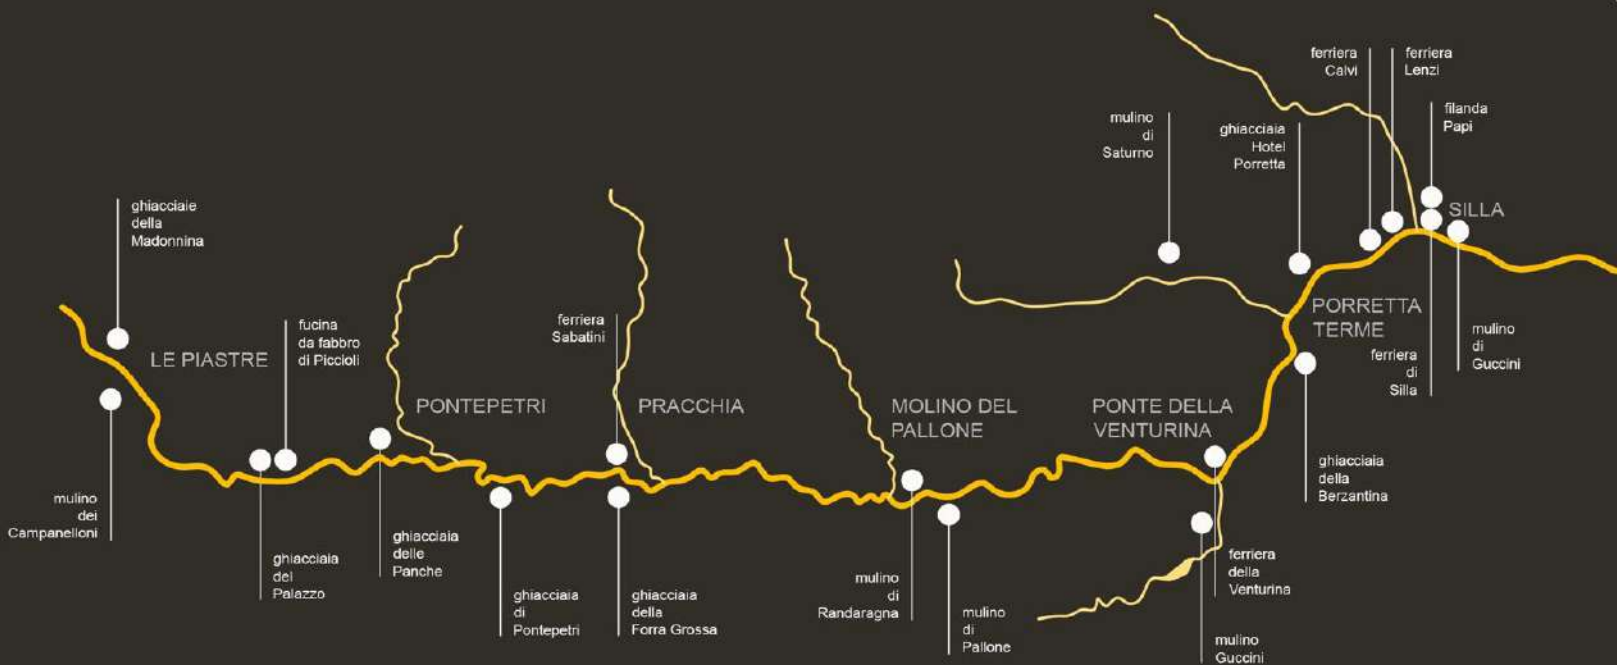 ghiacciaie
della
Madonnina
LE PIASTRE
mulino
dei
Campanelloni
fucina
da fabbro
di Piccioli
ghiacciaia
del
Palazzo
ghiacciaia
delle
Panche
PONTEPETRI
ghiacciaia
di
Pontepetri
ferriera
Sabatini
PRACCHIA
ghiacciaia
della
Forra Grossa
MOLINO DEL
PALLONE
mulino
di
Randaragna
mulino
di
Pallone
PONTE DELLA
VENTURINA
ferriera
della
Venturina
mulino
Guccini
mulino
di
Saturno
ghiacciaia
Hotel
Porretta
PORRETTA
TERME
ghiacciaia
della
Berzantina
ferriera
Calvi
ferriera
Lenzi
filanda
Papi
SILLA
ferriera
di
Silla
mulino
di
Guccini